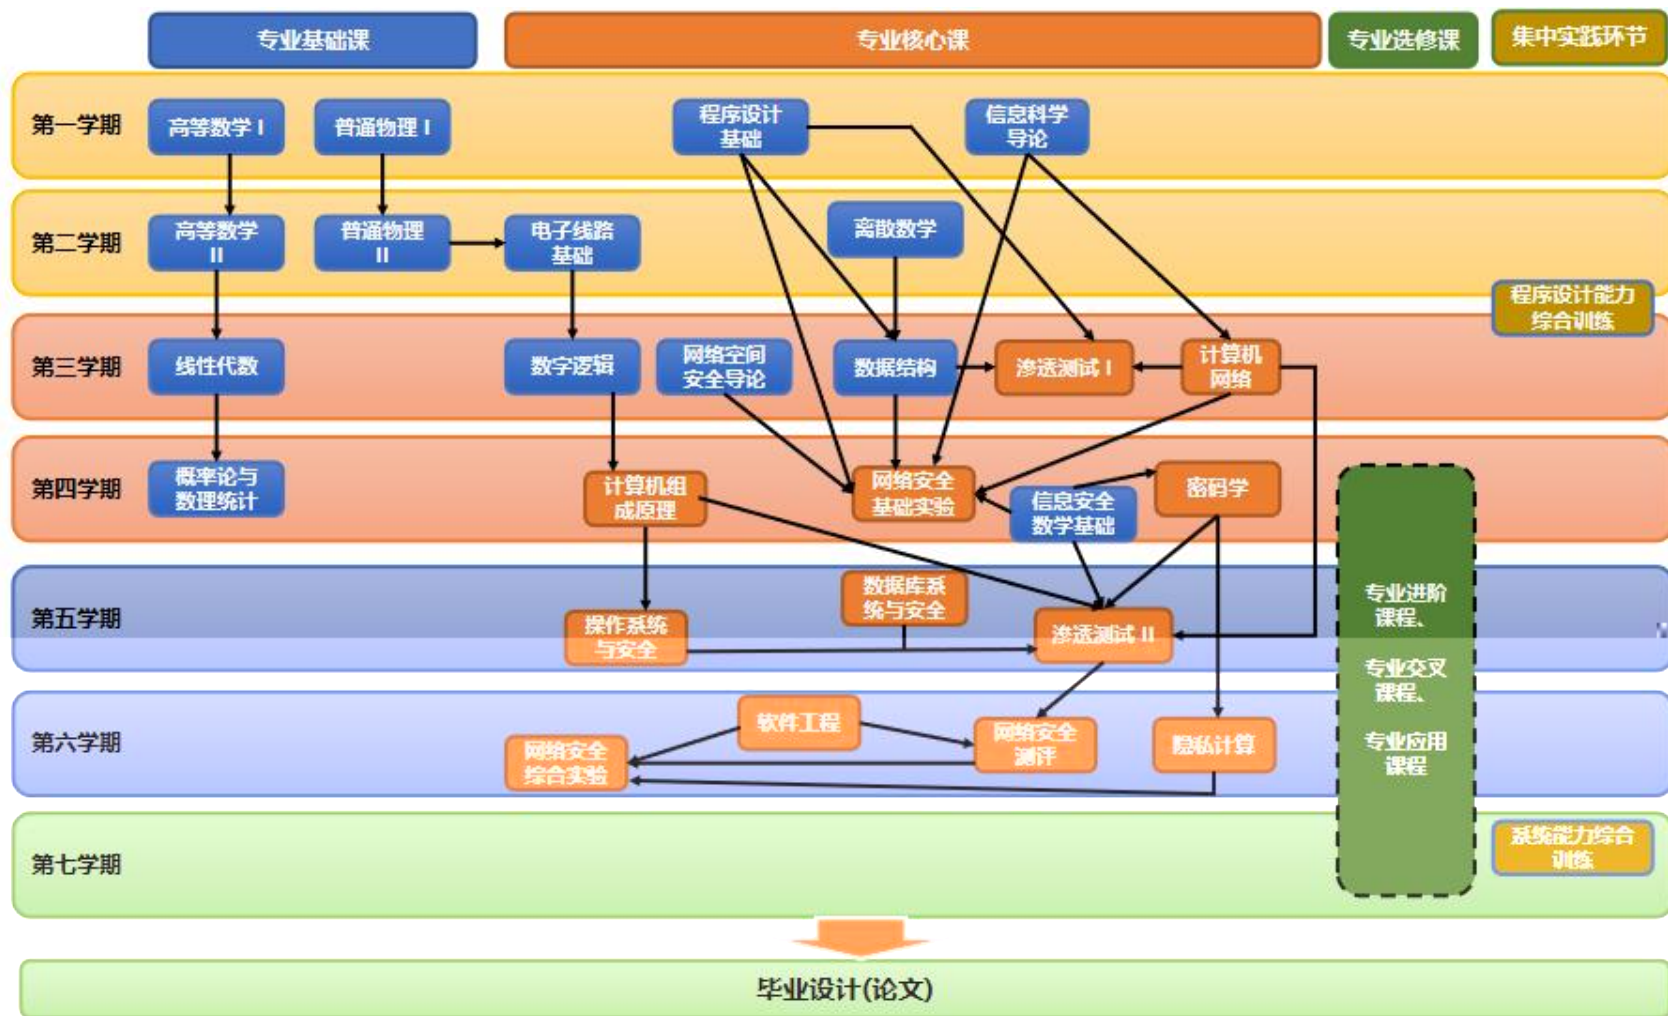 专业基础课
专业核心课
专业选修课
集中实践环节
第一学期
高等数学 I
普通物理 I
程序设计
基础
信息科学
导论
第二学期
高等数学
II
普通物理
II
电子线路
基础
离散数学
程序设计能力
综合训练
第三学期
线性代数
数字逻辑
网络空间
安全导论
数据结构
渗透测试 I
计算机
网络
第四学期
概率论与
数理统计
计算机组
成原理
网络安全
基础实验
信息安全
数学基础
密码学
第五学期
操作系统
与安全
数据库系
统与安全
渗透测试 II
专业进阶
课程、
专业交叉
课程、
专业应用
课程
第六学期
网络安全
综合实验
软件工程
网络安全
测评
隐私计算
第七学期
系统能力综合
训练
毕业设计(论文)